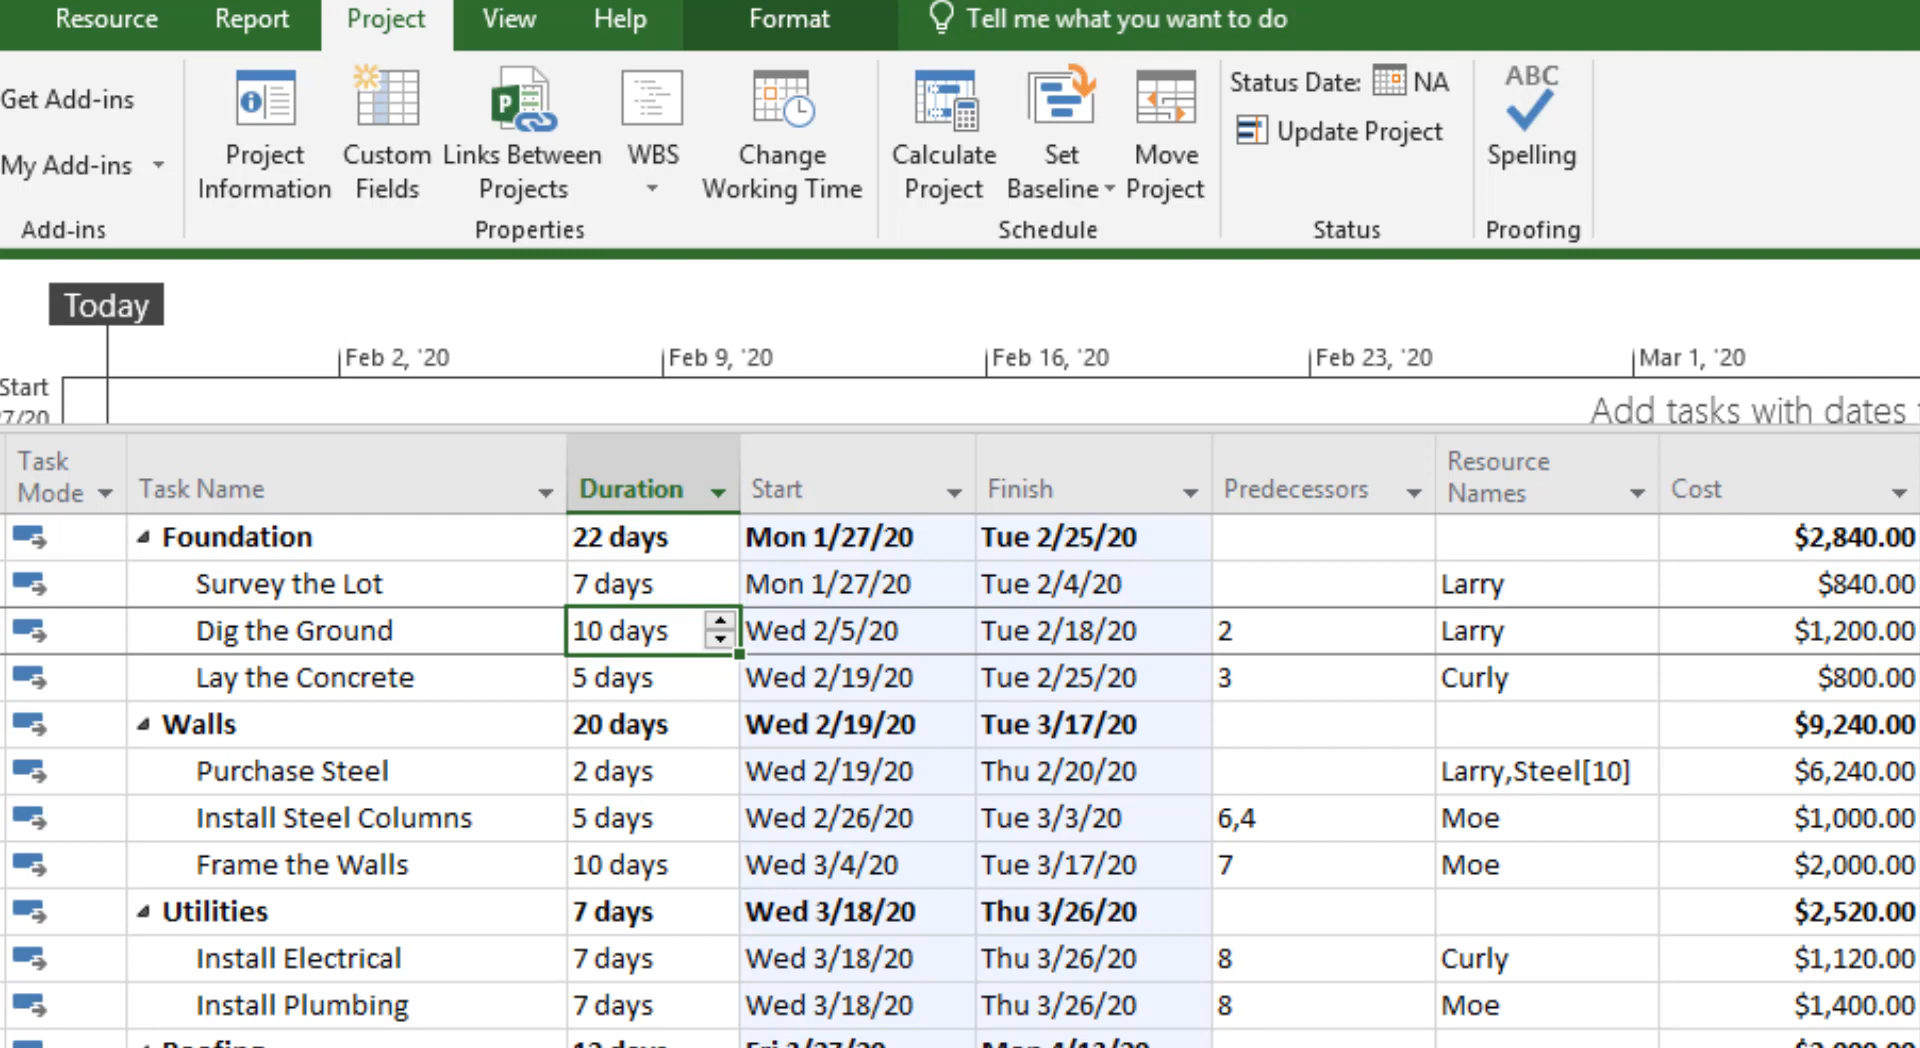 Resource Report Project View Help Format Tell me what you want to do
Get Add-ins
My Add-ins
Add-ins
Project Information
Custom Fields
Links Between Projects
WBS
Change Working Time
Properties
Calculate Project
Set Baseline
Move Project
Schedule
Status Date: NA
Update Project
Status
ABC
Spelling
Proofing
Today
Feb 2, '20 Feb 9, '20 Feb 16, '20 Feb 23, '20 Mar 1, '20
Start
7/20
Add tasks with dates
Task Mode Task Name Duration Start Finish Predecessors Resource Names Cost
Foundation 22 days Mon 1/27/20 Tue 2/25/20 $2,840.00
Survey the Lot 7 days Mon 1/27/20 Tue 2/4/20 Larry $840.00
Dig the Ground 10 days Wed 2/5/20 Tue 2/18/20 2 Larry $1,200.00
Lay the Concrete 5 days Wed 2/19/20 Tue 2/25/20 3 Curly $800.00
Walls 20 days Wed 2/19/20 Tue 3/17/20 $9,240.00
Purchase Steel 2 days Wed 2/19/20 Thu 2/20/20 Larry,Steel[10] $6,240.00
Install Steel Columns 5 days Wed 2/26/20 Tue 3/3/20 6,4 Moe $1,000.00
Frame the Walls 10 days Wed 3/4/20 Tue 3/17/20 7 Moe $2,000.00
Utilities 7 days Wed 3/18/20 Thu 3/26/20 $2,520.00
Install Electrical 7 days Wed 3/18/20 Thu 3/26/20 8 Curly $1,120.00
Install Plumbing 7 days Wed 3/18/20 Thu 3/26/20 8 Moe $1,400.00
Roofing 12 days Fri 3/27/20 Mon 4/13/20